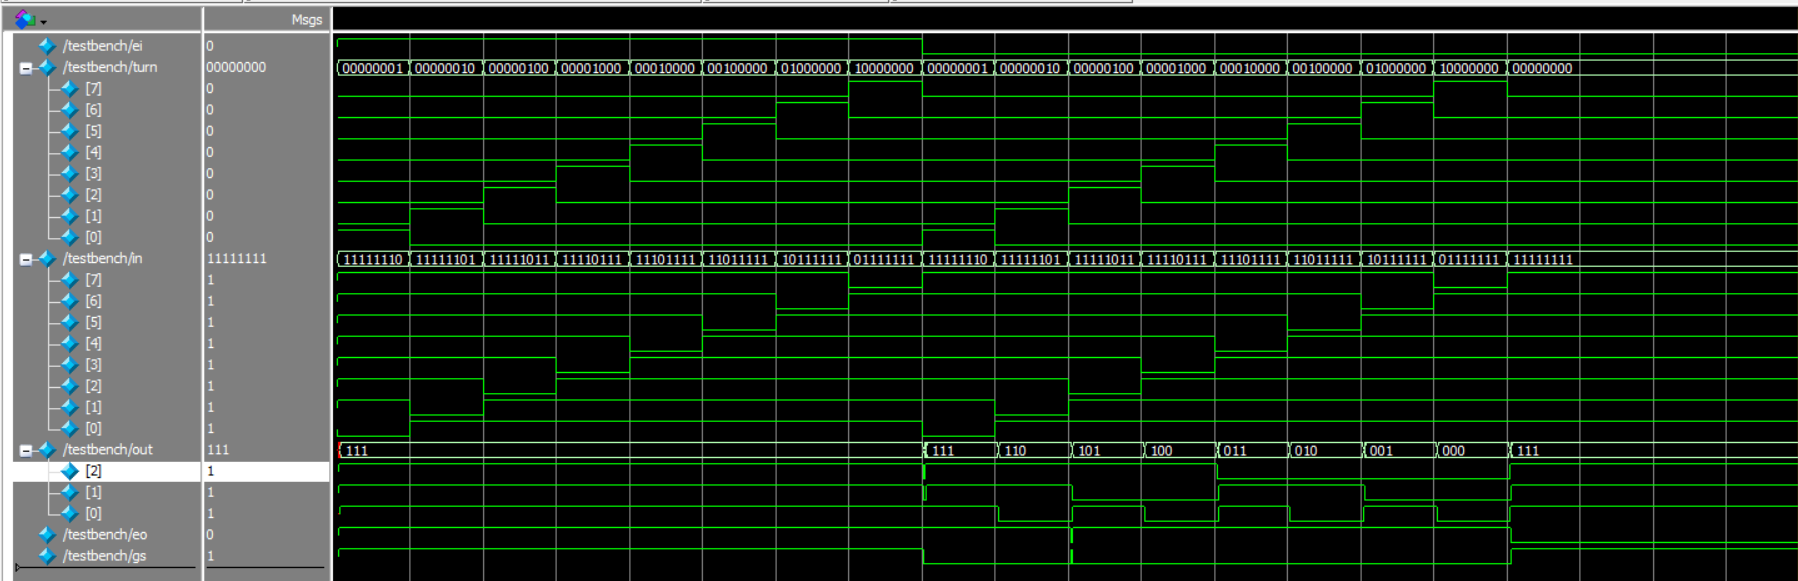 Msgs
/testbench/ei 0
/testbench/turn 00000000 00000001 00000010 00000100 00001000 00010000 00100000 01000000 10000000 00000001 00000010 00000100 00001000 00010000 00100000 01000000 10000000 00000000
[7] 0
[6] 0
[5] 0
[4] 0
[3] 0
[2] 0
[1] 0
[0] 0
/testbench/in 11111111 11111110 11111101 11111011 11110111 11101111 11011111 10111111 01111111 11111110 11111101 11111011 11110111 11101111 11011111 10111111 01111111 11111111
[7] 1
[6] 1
[5] 1
[4] 1
[3] 1
[2] 1
[1] 1
[0] 1
/testbench/out 111 111 111 110 101 100 011 010 001 000 111
[2] 1
[1] 1
[0] 1
/testbench/eo 0
/testbench/gs 1